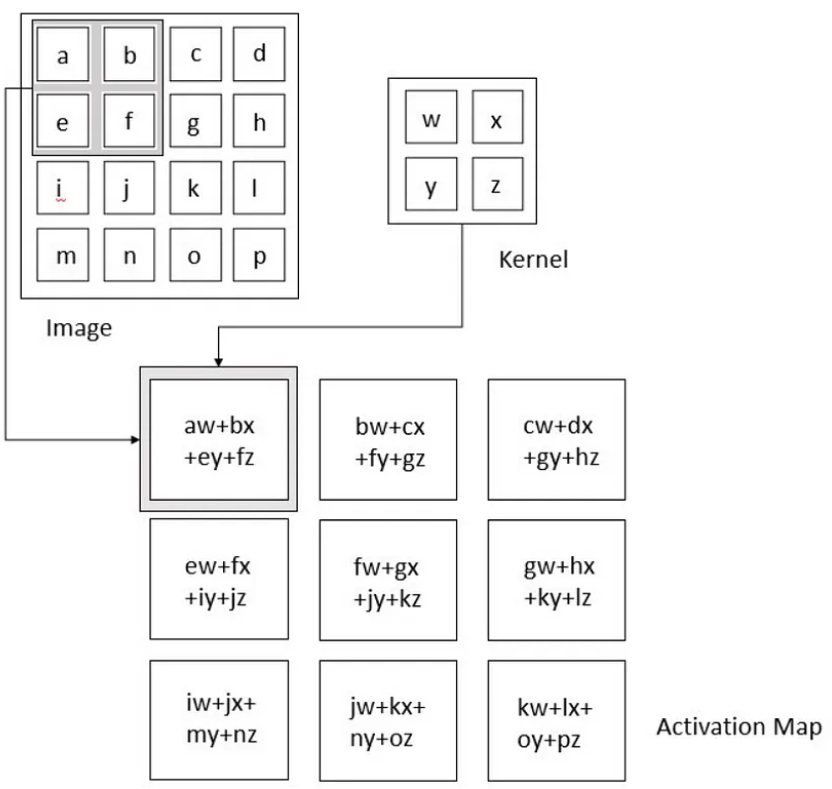 a b c d
e f g h
i j k l
m n o p
Image
w x
y z
Kernel
aw+bx
+ey+fz
bw+cx
+fy+gz
cw+dx
+gy+hz
ew+fx
+iy+jz
fw+gx
+jy+kz
gw+hx
+ky+lz
iw+jx+
my+nz
jw+kx+
ny+oz
kw+lx+
oy+pz
Activation Map